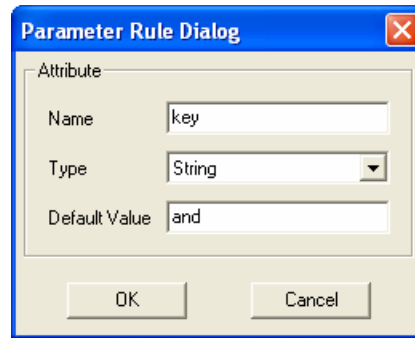 Parameter Rule Dialog
Attribute
Name key
Type String
Default Value and
OK Cancel